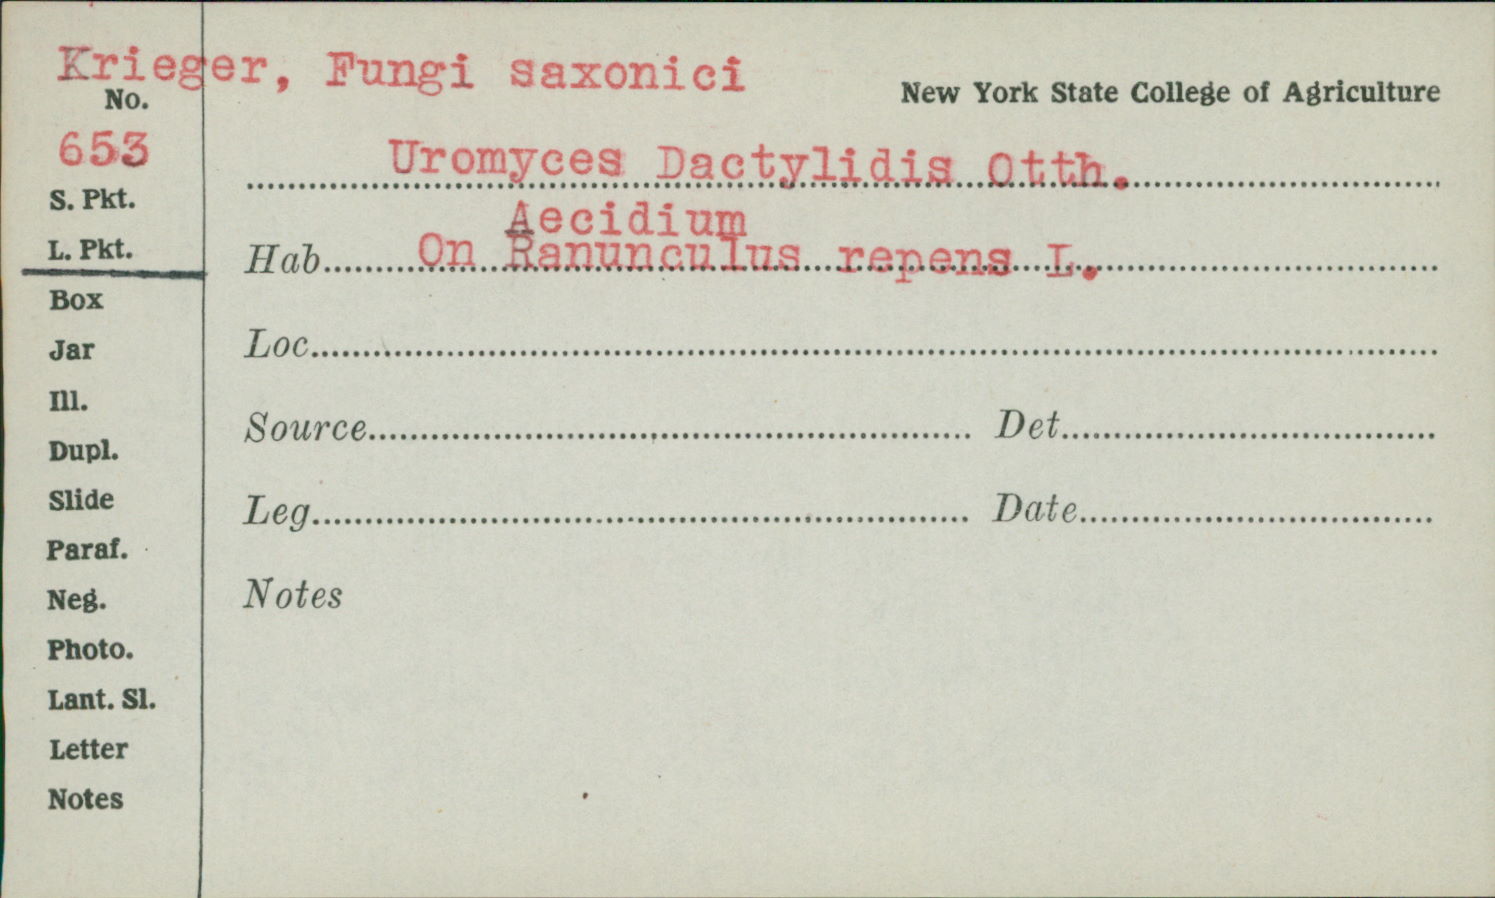 Krieger, Fungi saxonici
New York State College of Agriculture
No.
653
Uromyces Dactylidis Otth.
Aecidium
Hab. On Ranunculus repens L.
Loc.
Source
Det.
Leg.
Date
Notes
S. Pkt.
L. Pkt.
Box
Jar
Ill.
Dupl.
Slide
Paraf.
Neg.
Photo.
Lant. Sl.
Letter
Notes